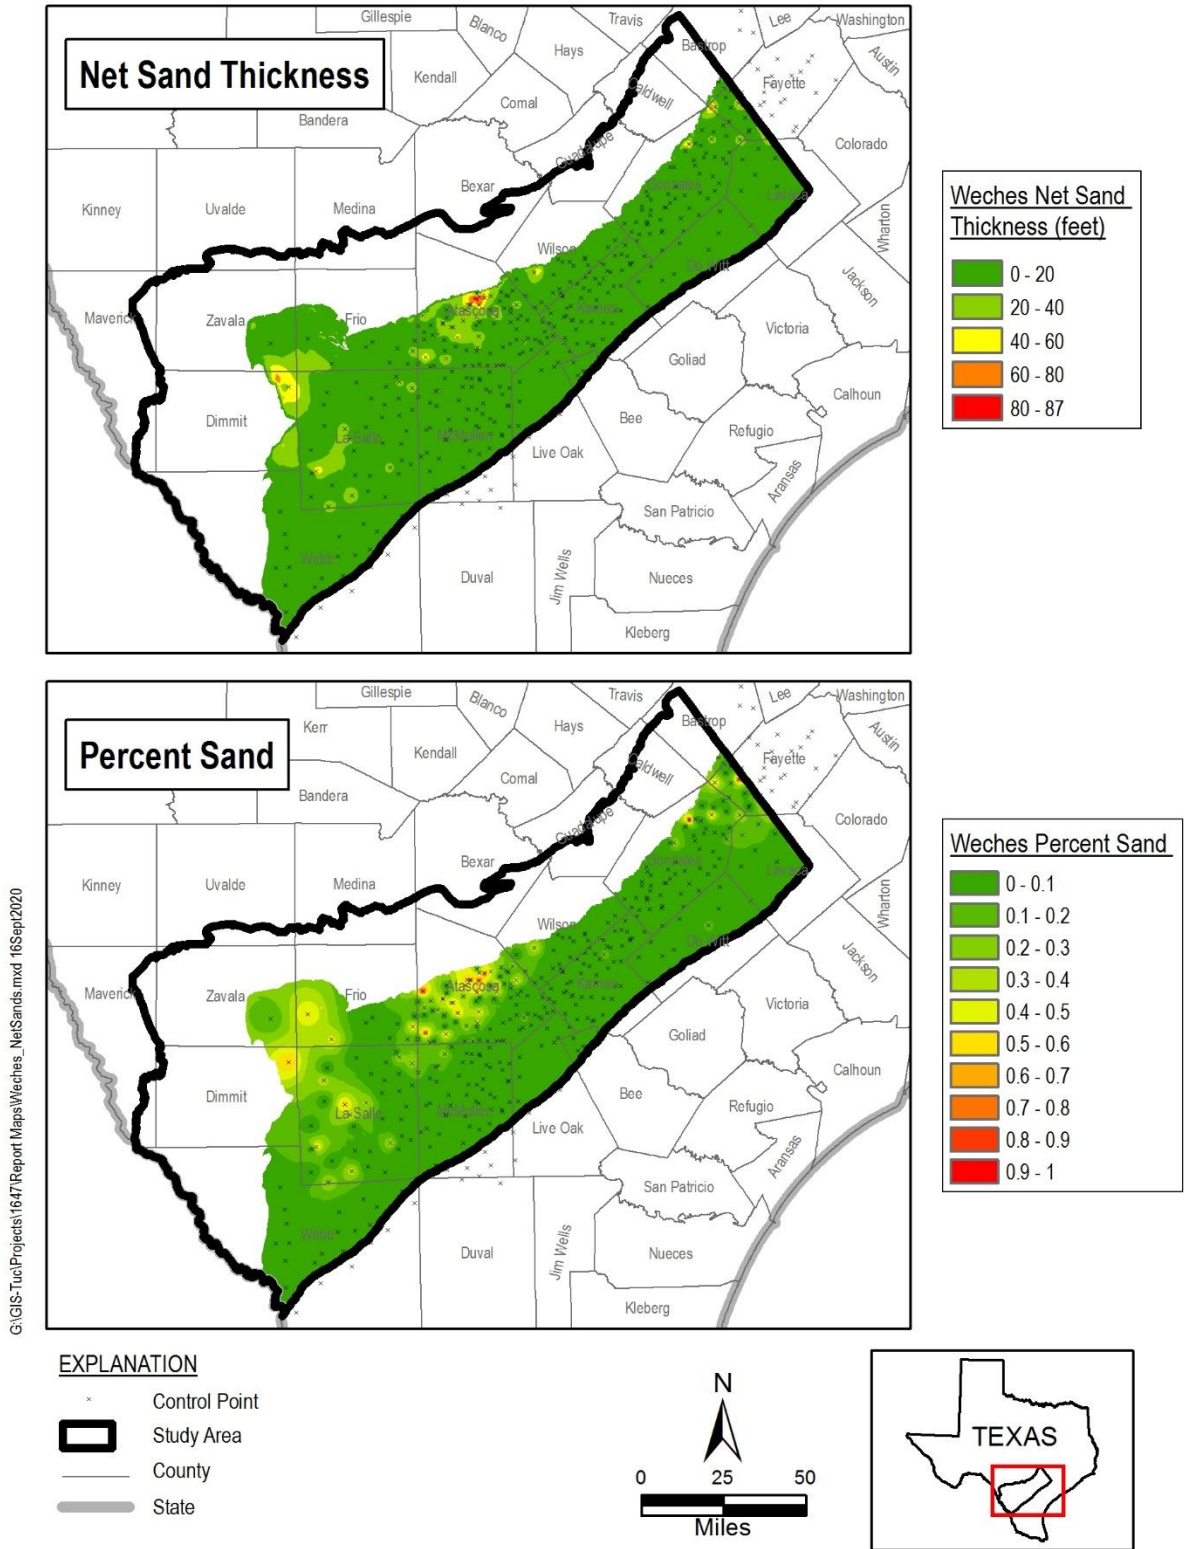 Net Sand Thickness
Gillespie
Blanco
Travis
Lee
Washington
Hays
Bastrop
Austin
Kendall
Fayette
Caldwell
Comal
Bandera
Colorado
Guadalupe
Bexar
Gonzales
Lavaca
Kinney
Uvalde
Medina
Wharton
Wilson
De Witt
Jackson
Maverick
Zavala
Frio
Atascosa
Karnes
Victoria
Goliad
Calhoun
Dimmit
La Salle
McMullen
Live Oak
Bee
Refugio
Aransas
San Patricio
Webb
Duval
Jim Wells
Nueces
Kleberg
Weches Net Sand
Thickness (feet)
0 - 20
20 - 40
40 - 60
60 - 80
80 - 87
Percent Sand
Gillespie
Blanco
Travis
Lee
Washington
Kerr
Hays
Bastrop
Austin
Kendall
Fayette
Caldwell
Comal
Bandera
Colorado
Guadalupe
Bexar
Gonzales
Lavaca
Kinney
Uvalde
Medina
Wharton
Wilson
De Witt
Jackson
Maverick
Zavala
Frio
Atascosa
Karnes
Victoria
Goliad
Calhoun
Dimmit
La Salle
McMullen
Live Oak
Bee
Refugio
Aransas
San Patricio
Webb
Duval
Jim Wells
Nueces
Kleberg
Weches Percent Sand
0 - 0.1
0.1 - 0.2
0.2 - 0.3
0.3 - 0.4
0.4 - 0.5
0.5 - 0.6
0.6 - 0.7
0.7 - 0.8
0.8 - 0.9
0.9 - 1
G:\GIS-Tuc\Projects\1647\Report Maps\Weches_NetSands.mxd 16Sept2020
EXPLANATION
Control Point
Study Area
County
State
N
0 25 50
Miles
TEXAS